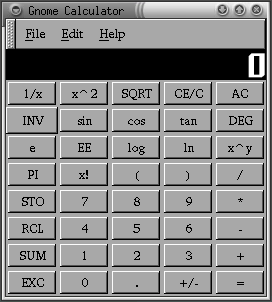 Gnome Calculator
File Edit Help
0
1/x x^2 SQRT CE/C AC
INV sin cos tan DEG
e EE log ln x^y
PI x! ( ) /
STO 7 8 9 *
RCL 4 5 6 -
SUM 1 2 3 +
EXC 0 . +/- =